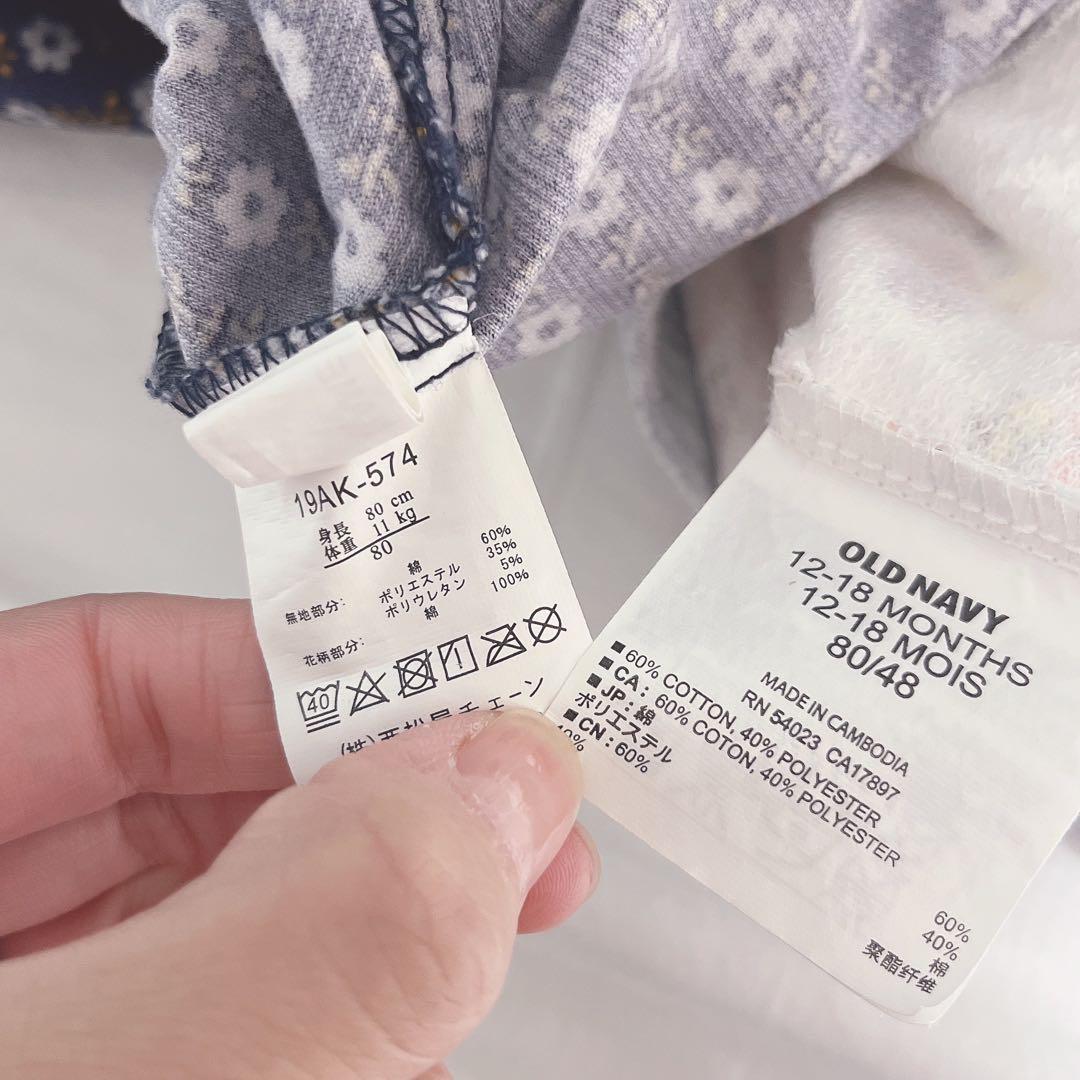 19AK-574
身長 80 cm
体重 11 kg
80
無地部分: 綿 60%
ポリエステル 35%
ポリウレタン 5%
花柄部分: 綿 100%
40
(株)西松屋チェーン
OLD NAVY
12-18 MONTHS
12-18 MOIS
80/48
MADE IN CAMBODIA
RN 54023 CA17897
■60% COTTON, 40% POLYESTER
■CA: 60% COTON, 40% POLYESTER
■JP:綿 60%
ポリエステル 40%
■CN:60% 棉
40% 聚酯纤维